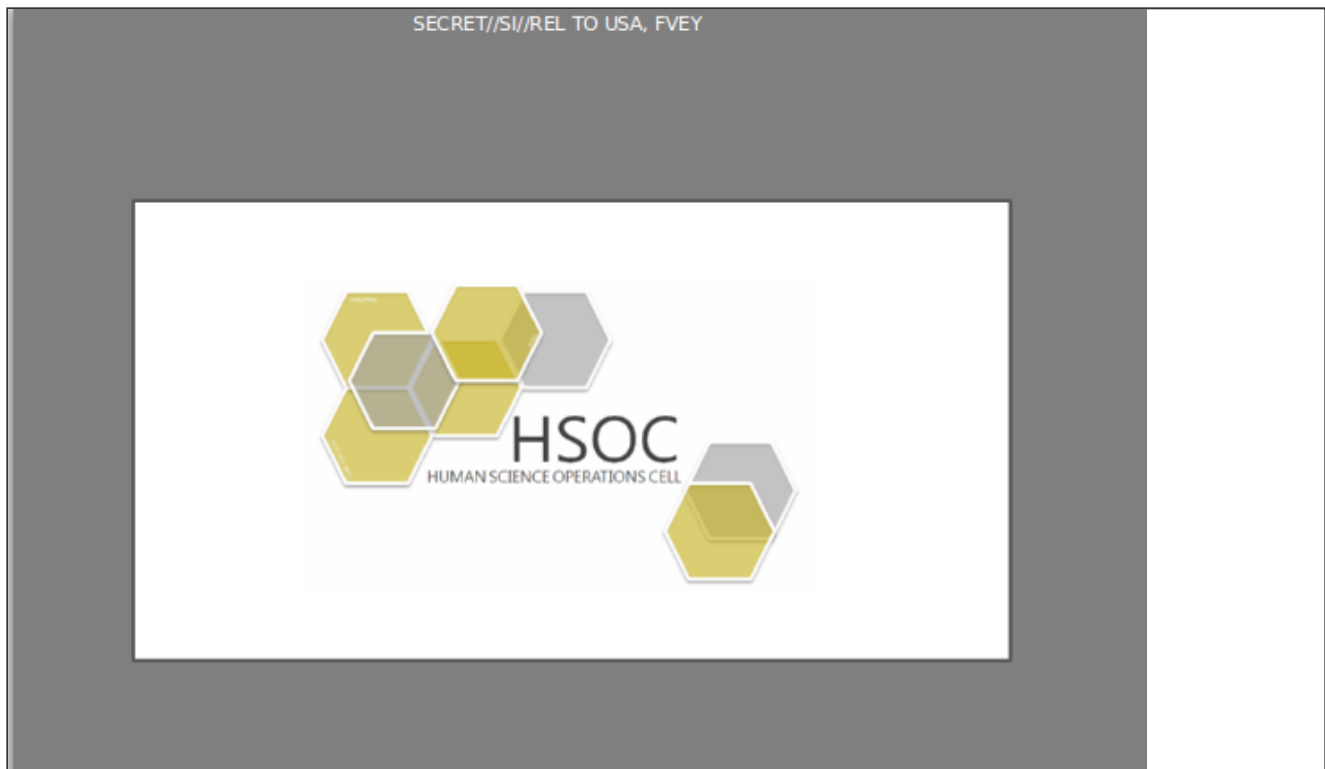 SECRET//SI//REL TO USA, FVEY
HSOC
HUMAN SCIENCE OPERATIONS CELL